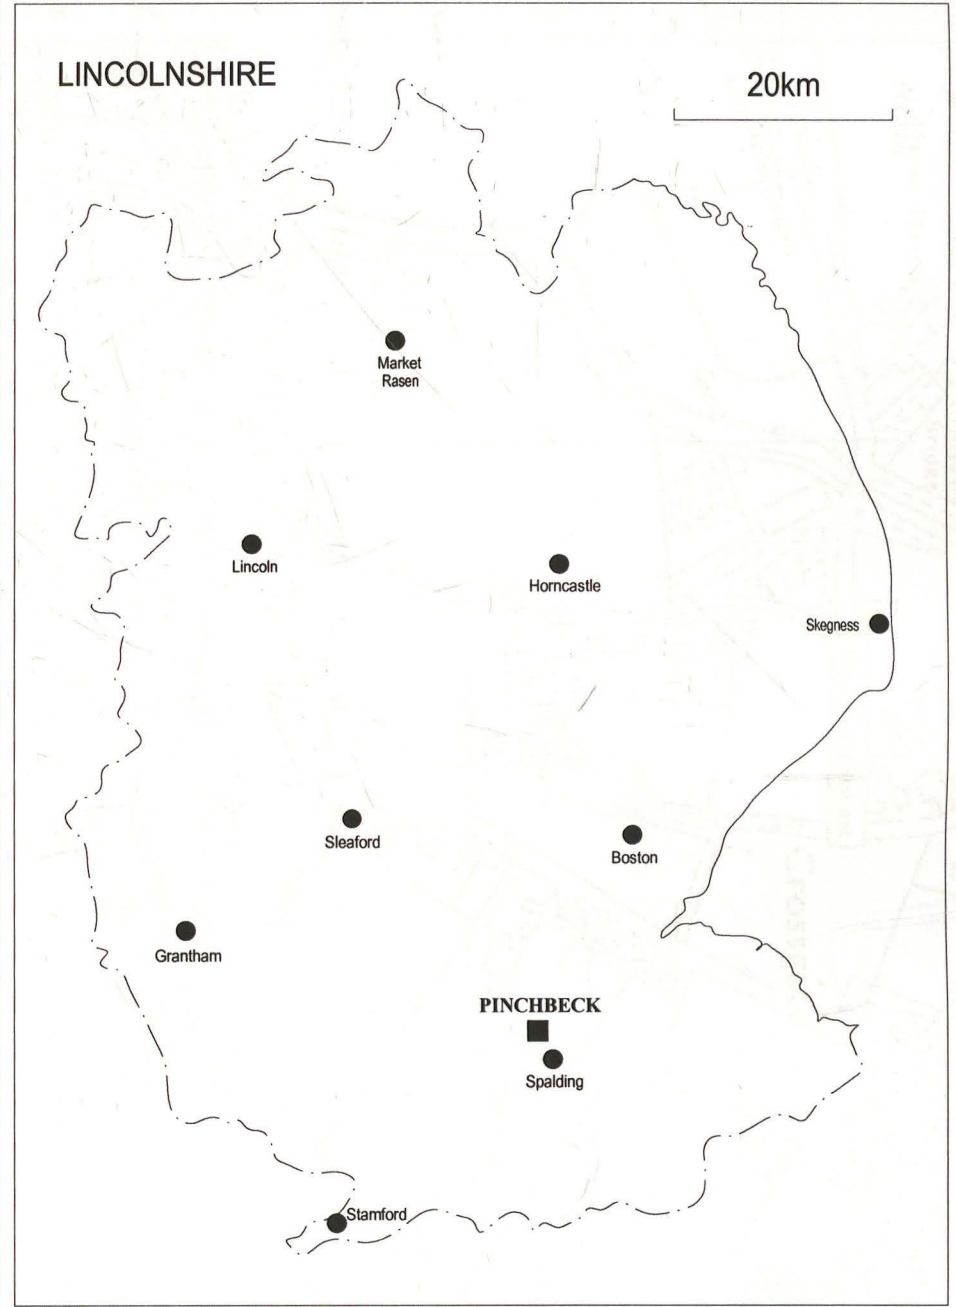 LINCOLNSHIRE
20km
Market
Rasen
Lincoln
Horncastle
Skegness
Sleaford
Boston
Grantham
PINCHBECK
Spalding
Stamford